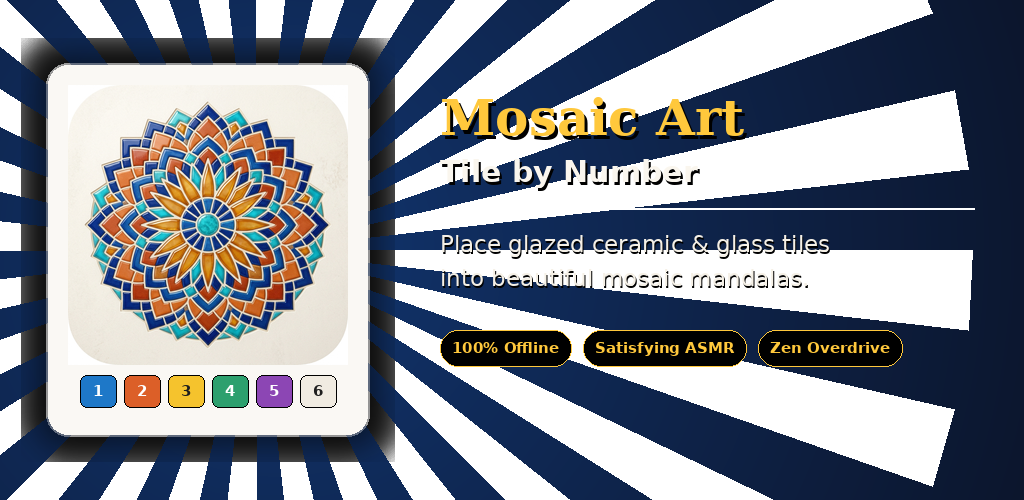 Mosaic Art
Tile by Number
Place glazed ceramic & glass tiles
into beautiful mosaic mandalas.
100% Offline Satisfying ASMR Zen Overdrive
1 2 3 4 5 6